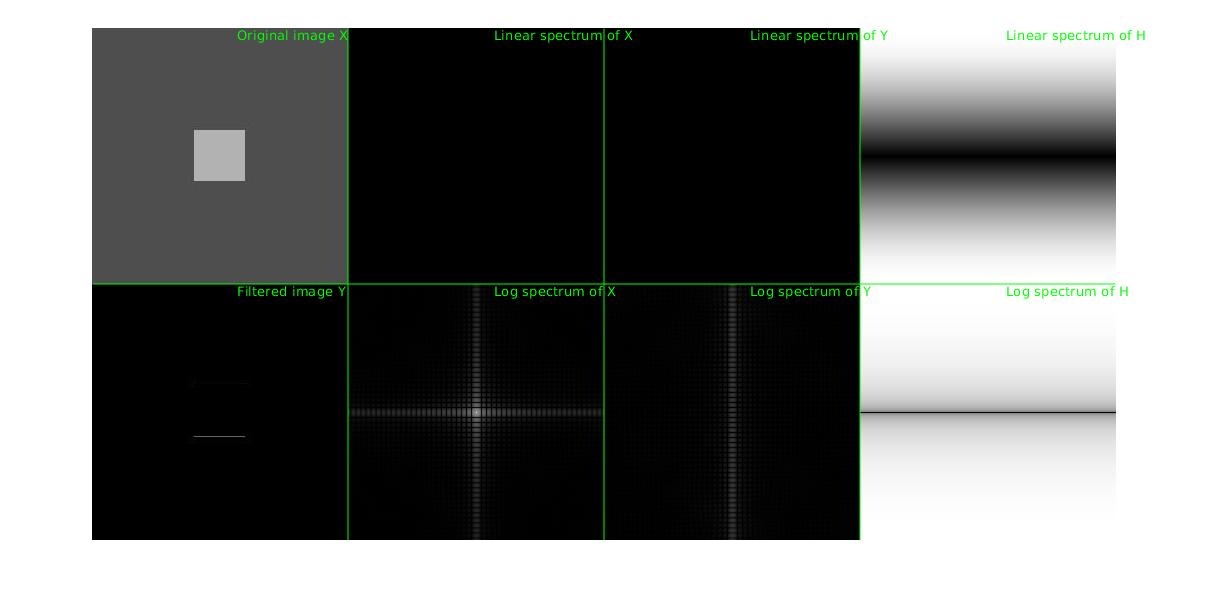 Original image X
Linear spectrum of X
Linear spectrum of Y
Linear spectrum of H
Filtered image Y
Log spectrum of X
Log spectrum of Y
Log spectrum of H